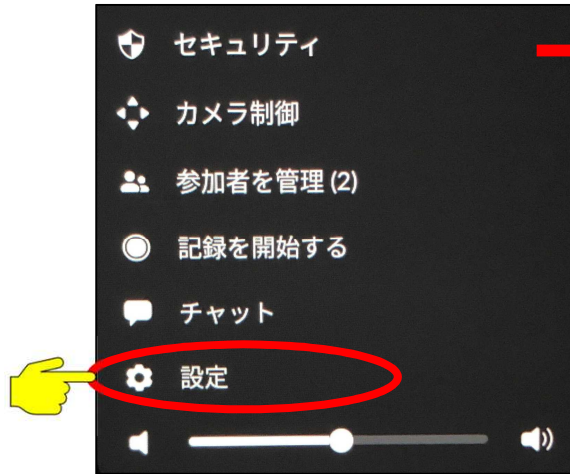 セキュリティ
カメラ制御
参加者を管理 (2)
記録を開始する
チャット
設定